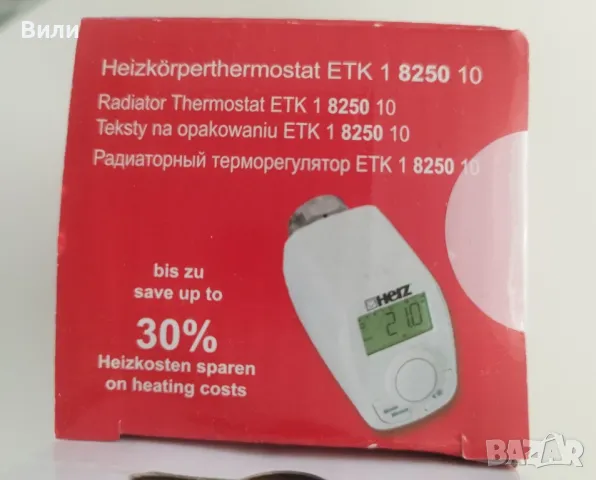 Вили
Heizkörperthermostat ETK 1 8250 10
Radiator Thermostat ETK 1 8250 10
Teksty na opakowaniu ETK 1 8250 10
Радиаторный терморегулятор ETK 1 8250 10
bis zu
save up to
30%
Heizkosten sparen
on heating costs
HERZ
21.0
BAZAR